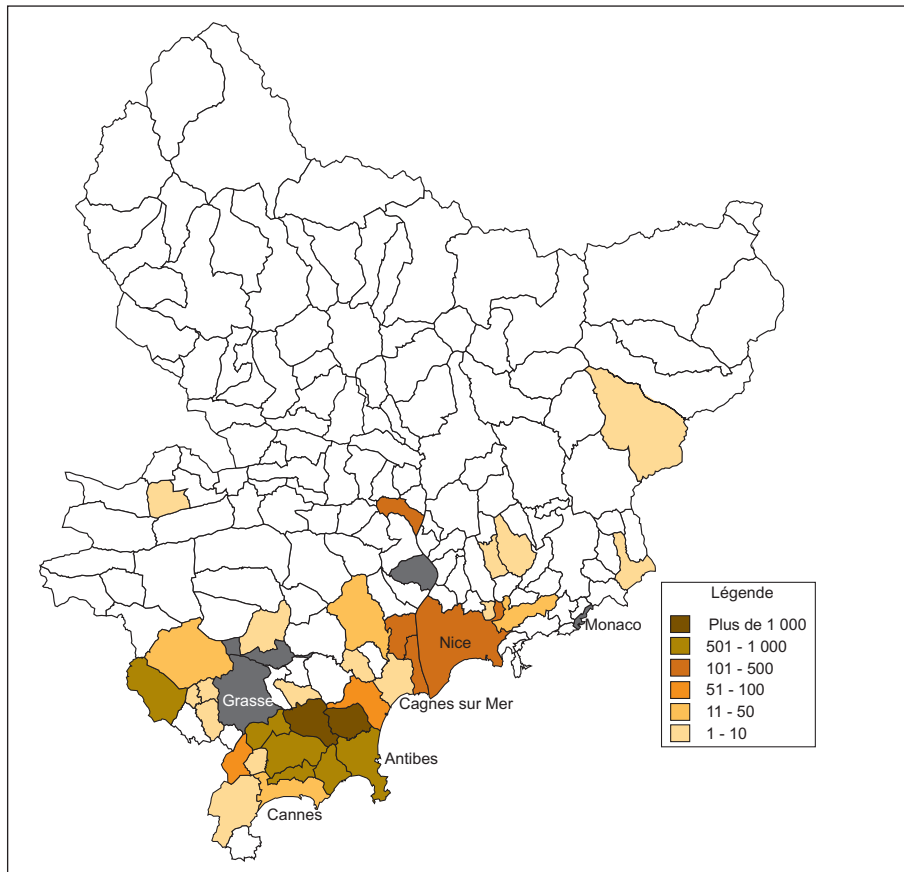 Légende
Plus de 1 000
501 - 1 000
101 - 500
51 - 100
11 - 50
1 - 10
Monaco
Nice
Grasse
Cagnes sur Mer
Antibes
Cannes